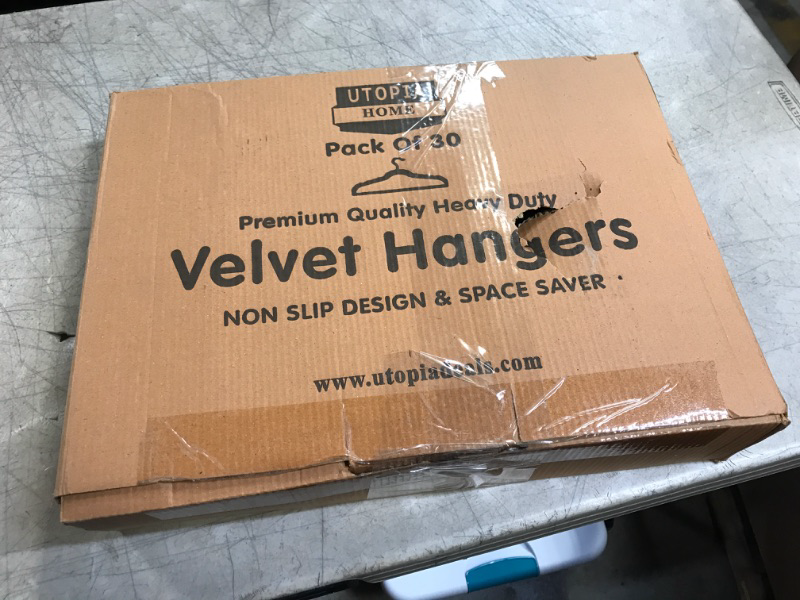 UTOPIA
HOME
Pack Of 30
Premium Quality Heavy Duty
Velvet Hangers
NON SLIP DESIGN & SPACE SAVER
www.utopiadeals.com